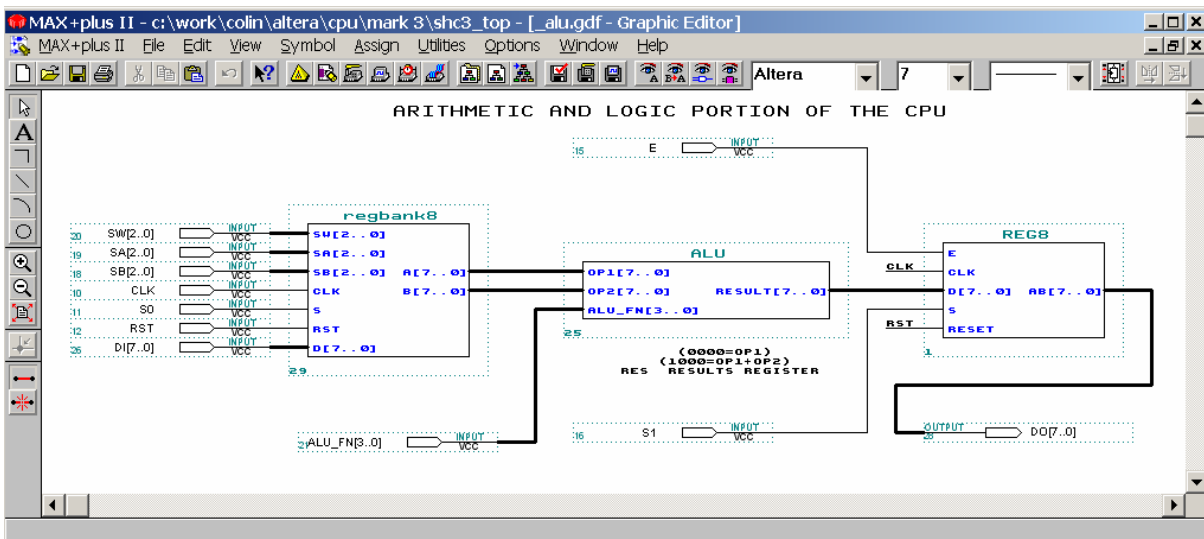 MAX+plus II - c:\work\colin\altera\cpu\mark 3\shc3_top - [_alu.gdf - Graphic Editor]
MAX+plus II File Edit View Symbol Assign Utilities Options Window Help
Altera 7
ARITHMETIC AND LOGIC PORTION OF THE CPU
15 E INPUT VCC
regbank8
20 SW[2..0] INPUT VCC SW[2..0]
19 SA[2..0] INPUT VCC SA[2..0]
18 SB[2..0] INPUT VCC SB[2..0] A[7..0]
10 CLK INPUT VCC CLK B[7..0]
11 S0 INPUT VCC S
12 RST INPUT VCC RST
26 DI[7..0] INPUT VCC D[7..0]
29
ALU
OP1[7..0]
OP2[7..0] RESULT[7..0]
ALU_FN[3..0]
25
(0000=OP1)
(1000=OP1+OP2)
RES RESULTS REGISTER
REG8
E
CLK CLK
D[7..0] AB[7..0]
S
RST RESET
1
21 ALU_FN[3..0] INPUT VCC
16 S1 INPUT VCC
OUTPUT 28 DO[7..0]